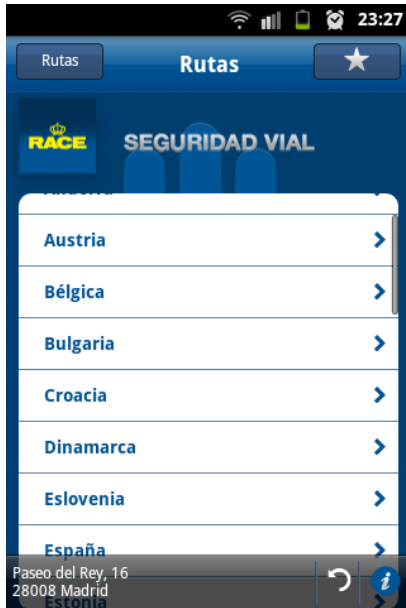 23:27
Rutas
Rutas
RACE
SEGURIDAD VIAL
Austria
Bélgica
Bulgaria
Croacia
Dinamarca
Eslovenia
España
Paseo del Rey, 16
28008 Madrid
Estonia